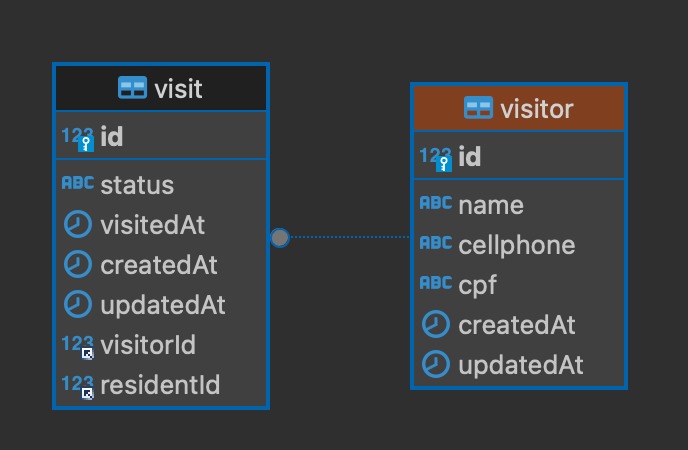 visit
123 id
ABC status
visitedAt
createdAt
updatedAt
123 visitorId
123 residentId
visitor
123 id
ABC name
ABC cellphone
ABC cpf
createdAt
updatedAt